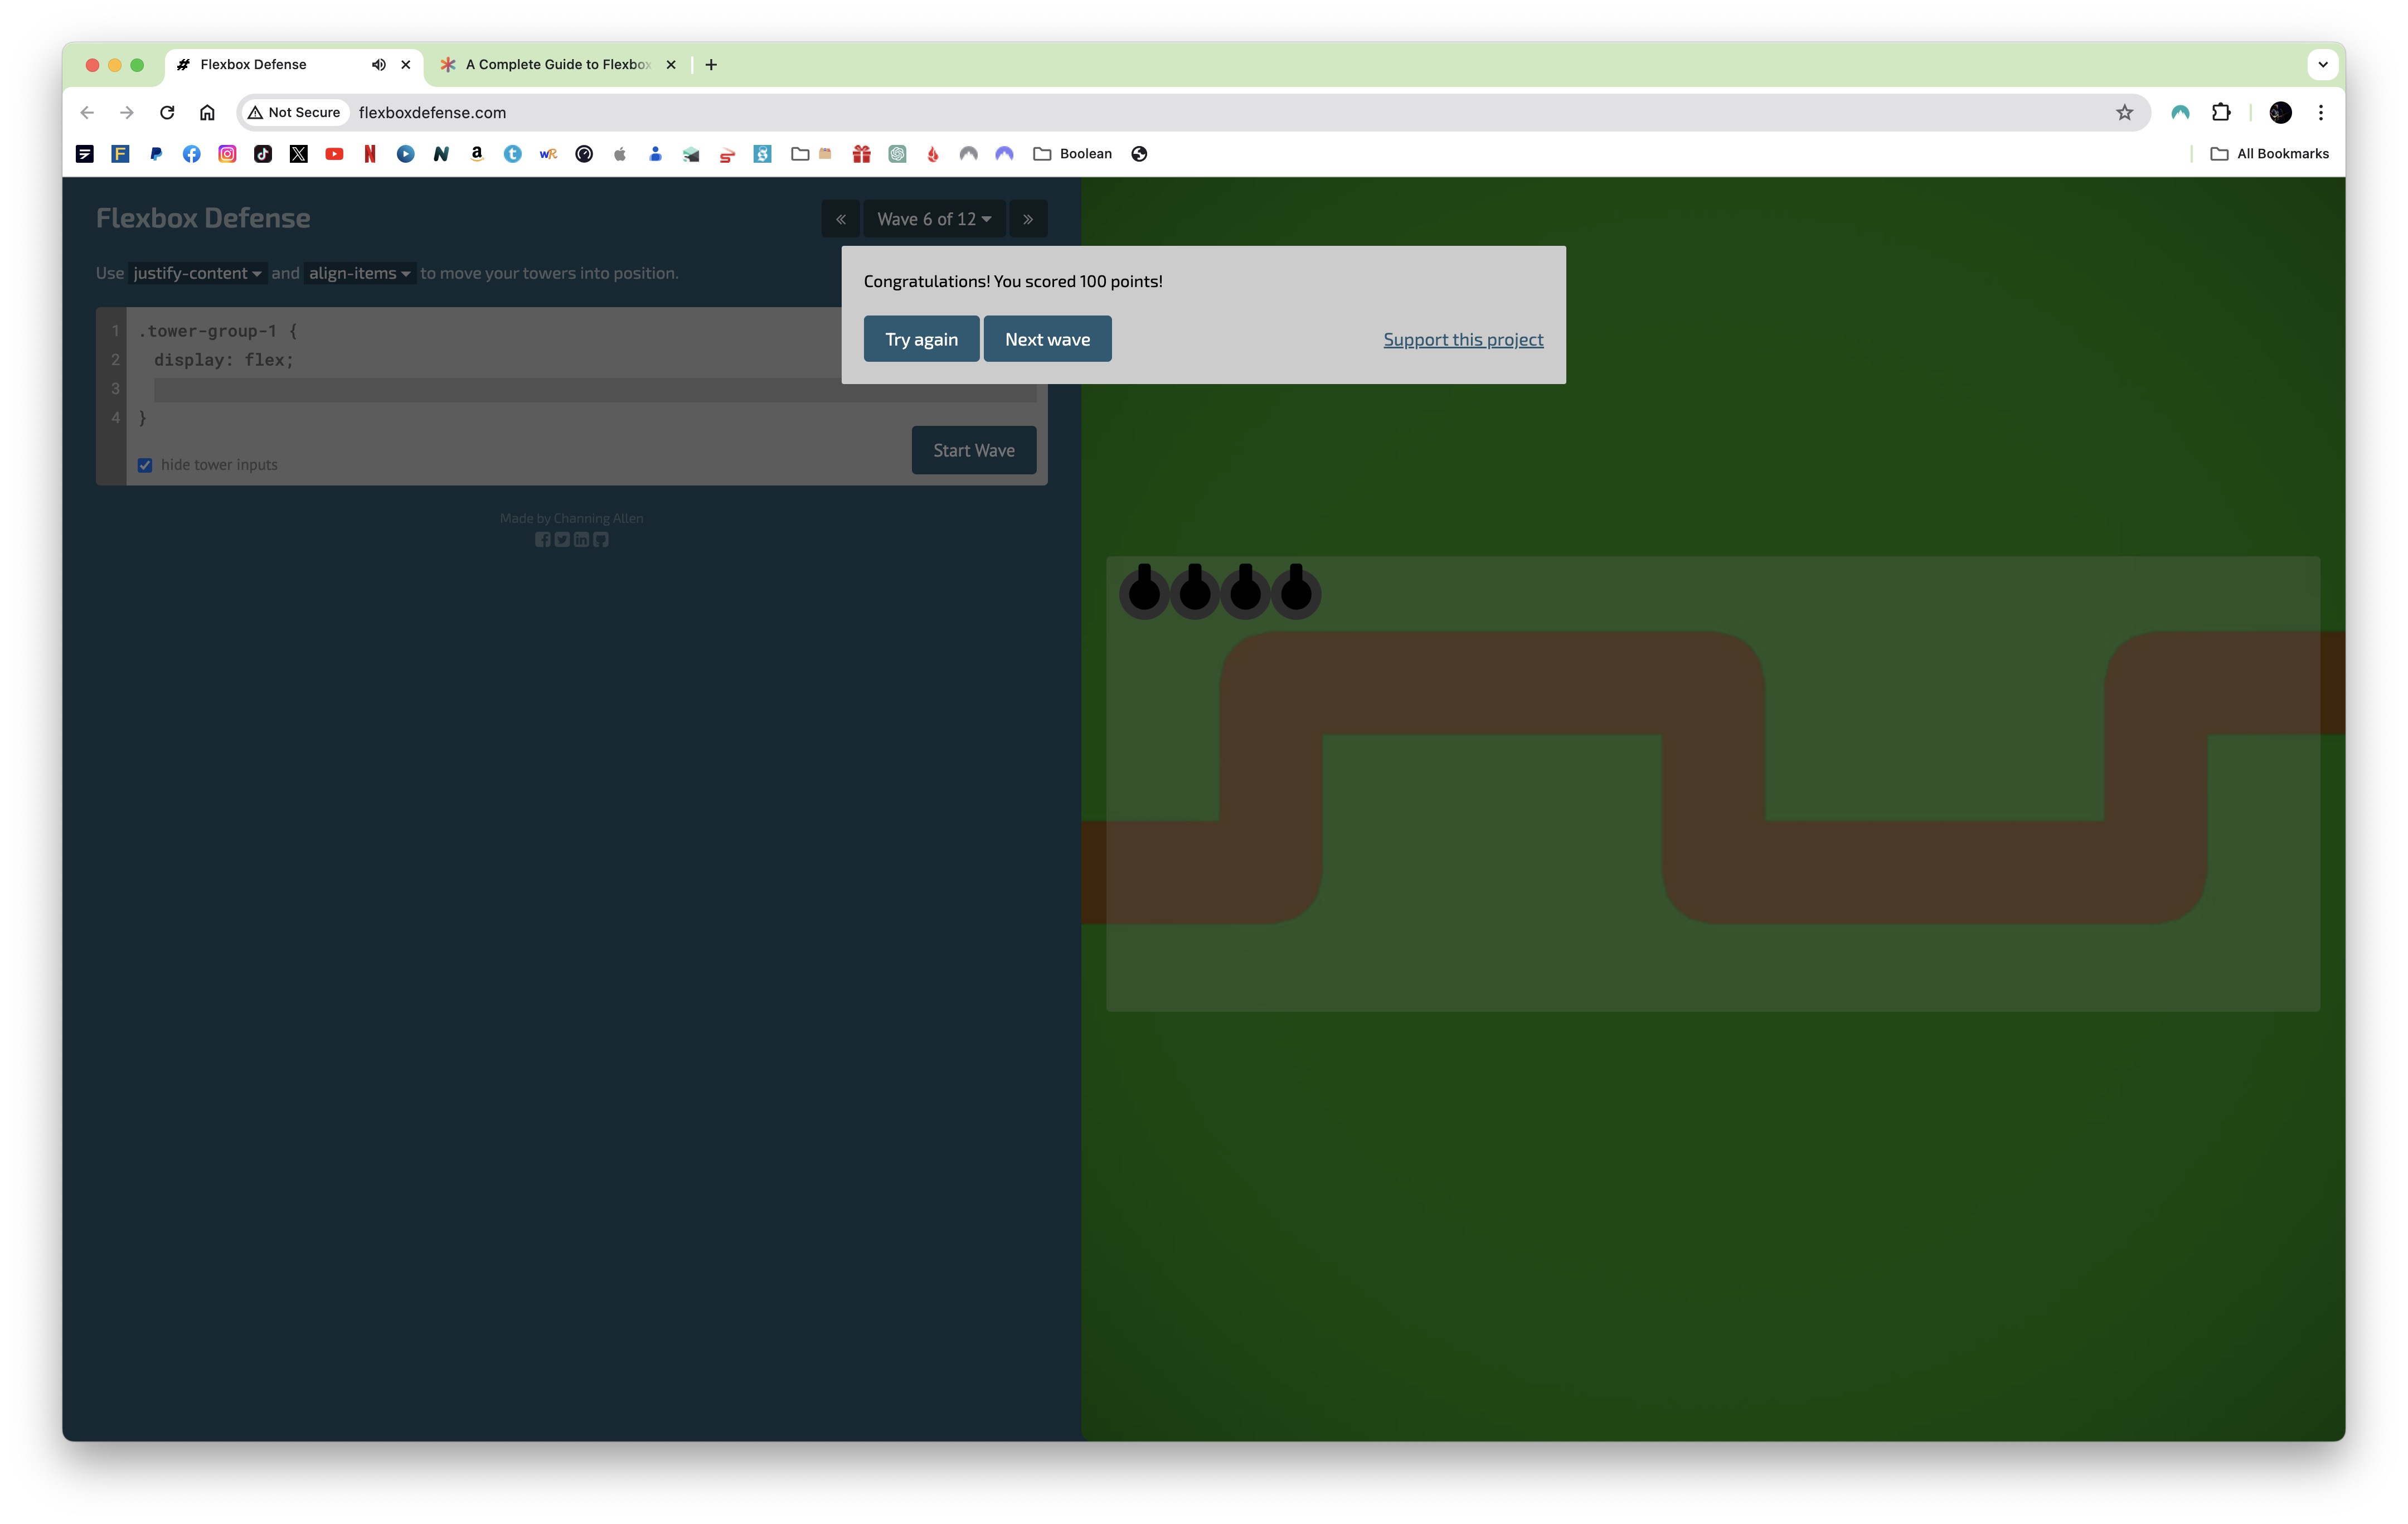 Flexbox Defense
A Complete Guide to Flexbox
Not Secure
flexboxdefense.com
Boolean
All Bookmarks
Flexbox Defense
Wave 6 of 12
Use justify-content and align-items to move your towers into position.
Congratulations! You scored 100 points!
Try again
Next wave
Support this project
1 .tower-group-1 {
2 display: flex;
3
4 }
hide tower inputs
Start Wave
Made by Channing Allen